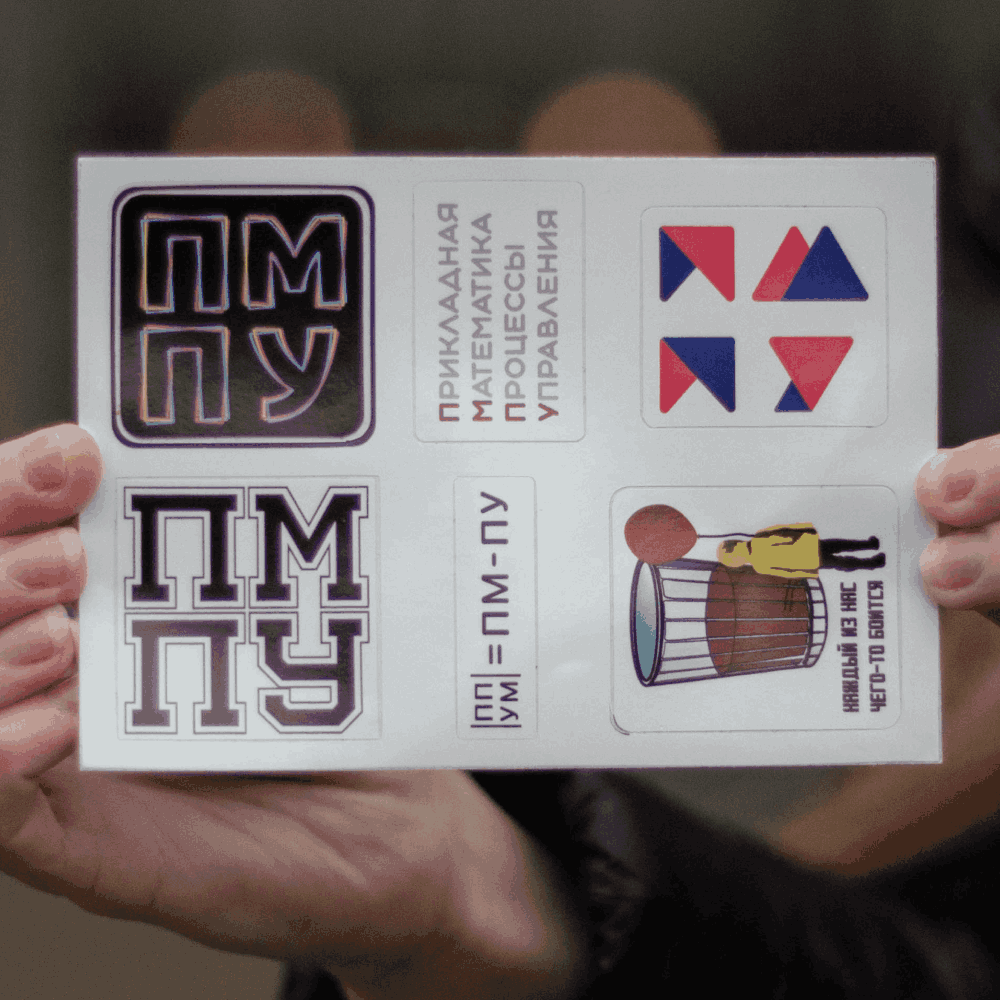 ПМ
ПУ
ПРИКЛАДНАЯ
МАТЕМАТИКА
ПРОЦЕССЫ
УПРАВЛЕНИЯ
ПМ
ПУ
|ПП|
|УМ| = ПМ-ПУ
КАЖДЫЙ ИЗ НАС
ЧЕГО-ТО БОИТСЯ